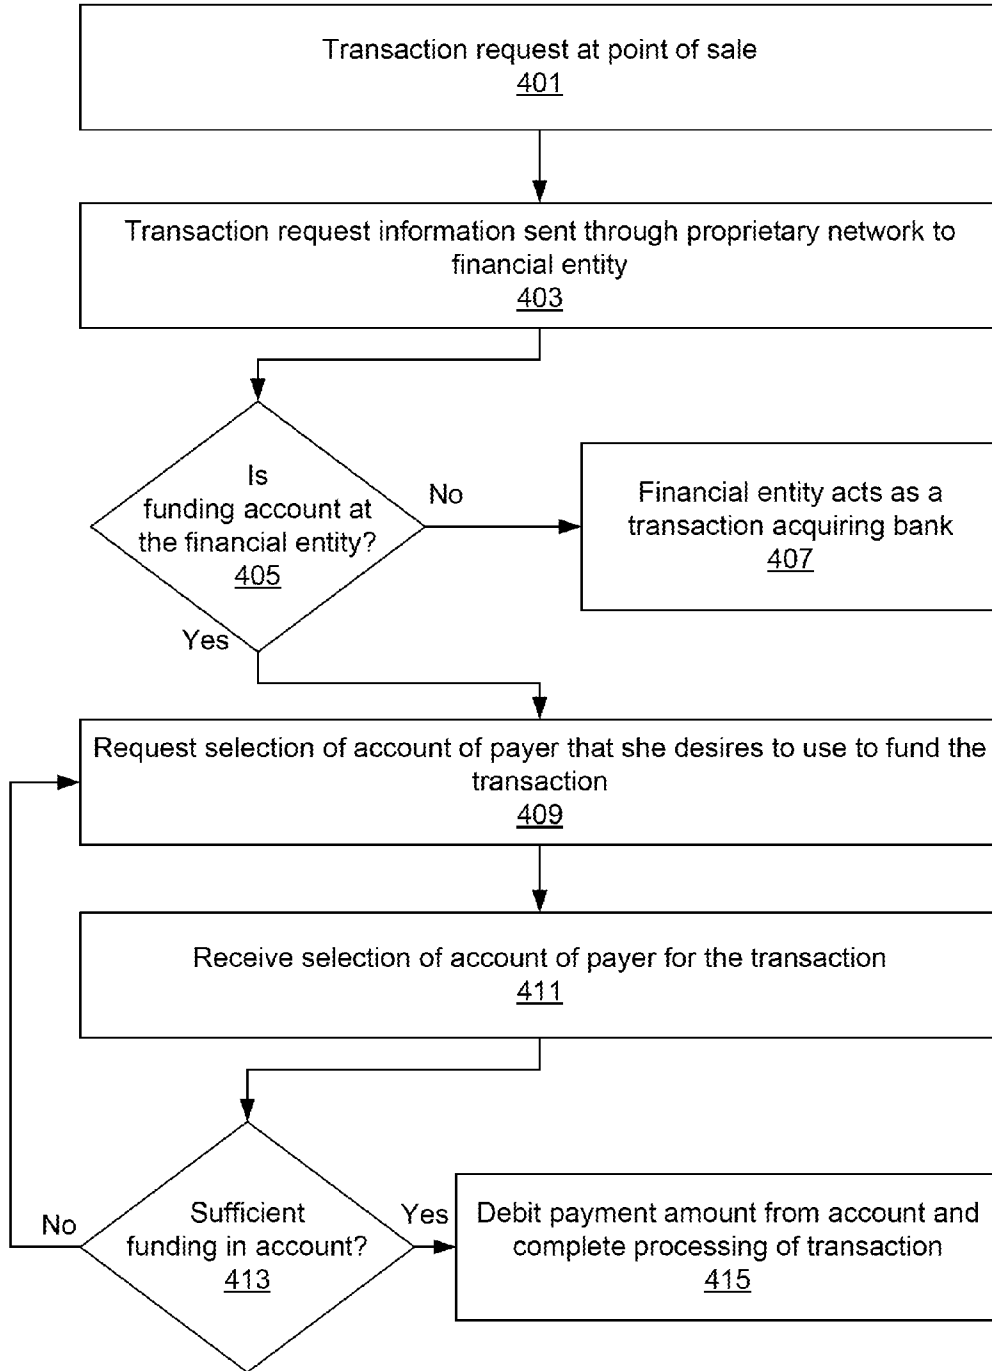 Transaction request at point of sale
401
Transaction request information sent through proprietary network to
financial entity
403
Is
funding account at
the financial entity?
405
No
Financial entity acts as a
transaction acquiring bank
407
Yes
Request selection of account of payer that she desires to use to fund the
transaction
409
Receive selection of account of payer for the transaction
411
No
Sufficient
funding in account?
413
Yes
Debit payment amount from account and
complete processing of transaction
415